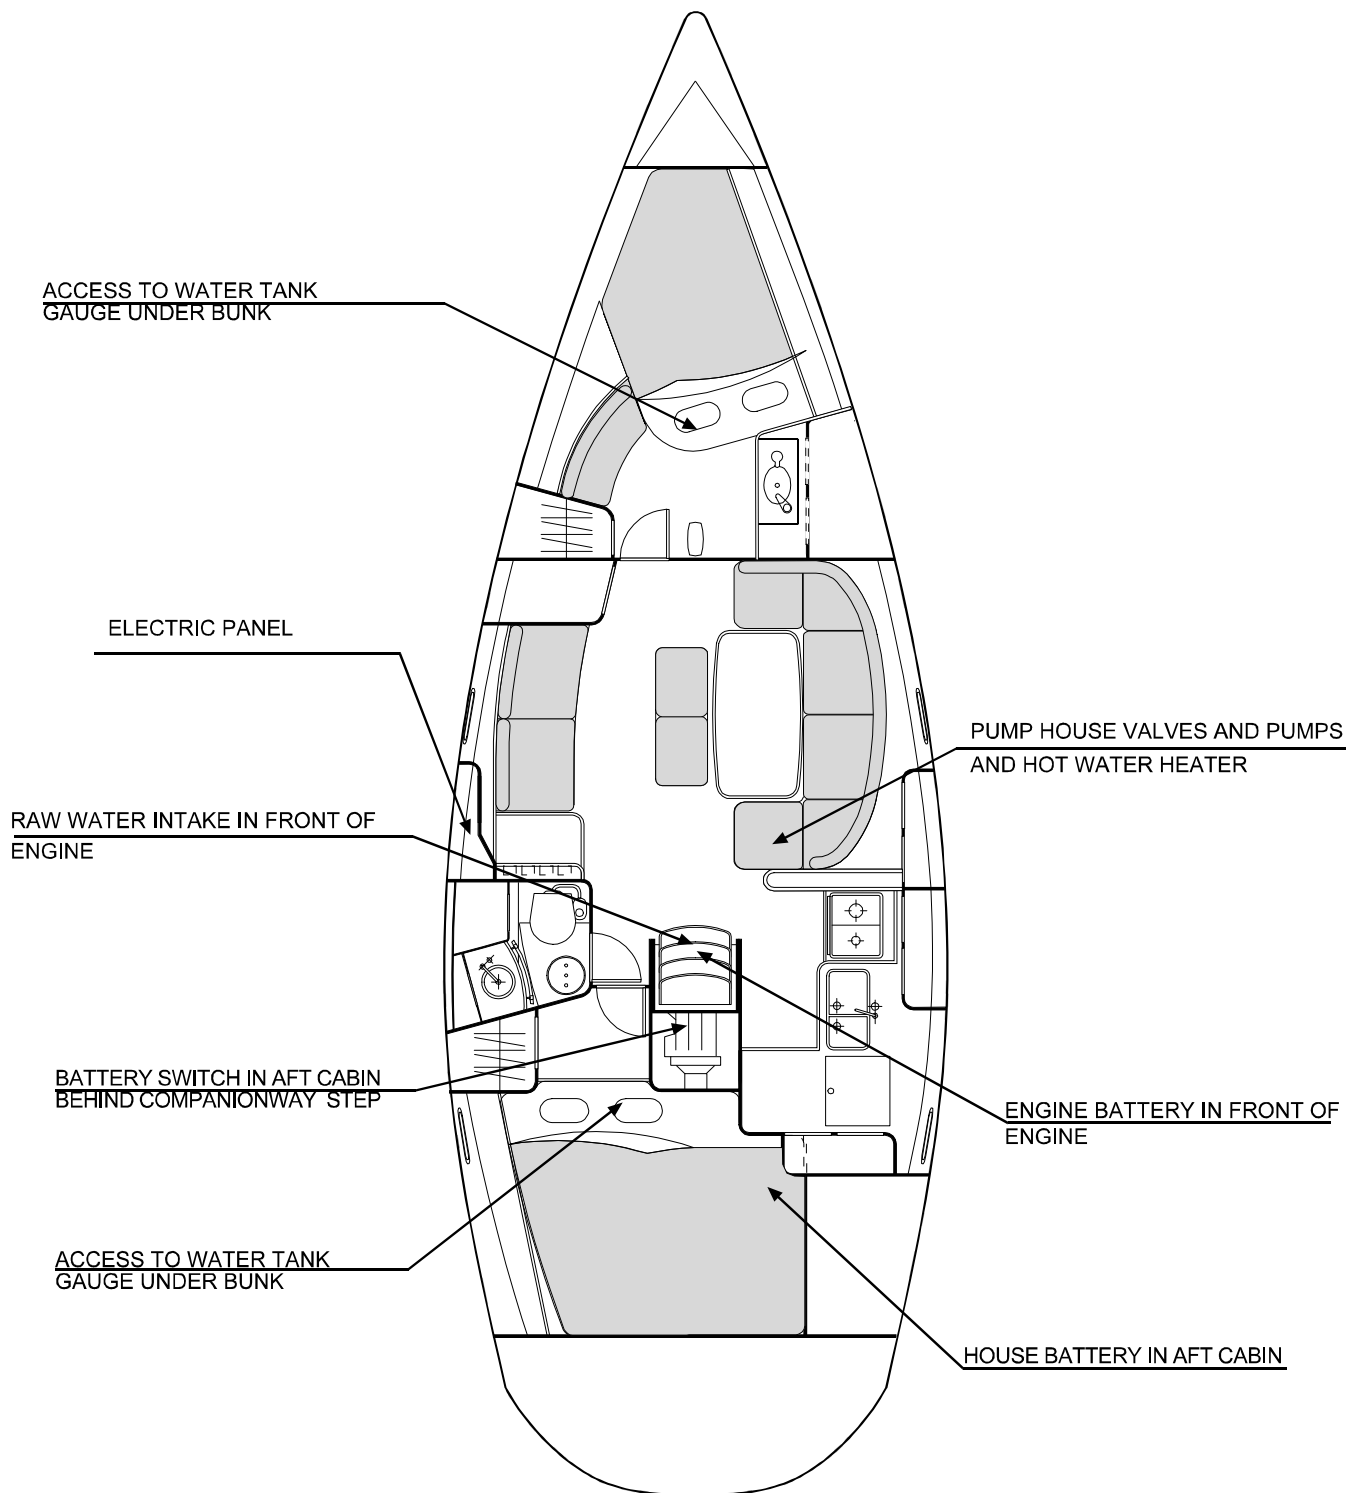 ACCESS TO WATER TANK
GAUGE UNDER BUNK
ELECTRIC PANEL
PUMP HOUSE VALVES AND PUMPS
AND HOT WATER HEATER
RAW WATER INTAKE IN FRONT OF
ENGINE
BATTERY SWITCH IN AFT CABIN
BEHIND COMPANIONWAY STEP
ENGINE BATTERY IN FRONT OF
ENGINE
ACCESS TO WATER TANK
GAUGE UNDER BUNK
HOUSE BATTERY IN AFT CABIN